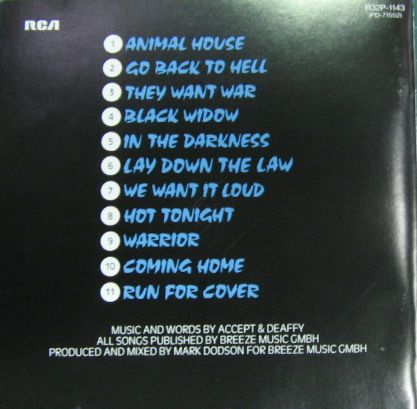 RCA
R32P-1143
(PD-71552)
1 ANIMAL HOUSE
2 GO BACK TO HELL
3 THEY WANT WAR
4 BLACK WIDOW
5 IN THE DARKNESS
6 LAY DOWN THE LAW
7 WE WANT IT LOUD
8 HOT TONIGHT
9 WARRIOR
10 COMING HOME
11 RUN FOR COVER
MUSIC AND WORDS BY ACCEPT & DEAFFY
ALL SONGS PUBLISHED BY BREEZE MUSIC GMBH
PRODUCED AND MIXED BY MARK DODSON FOR BREEZE MUSIC GMBH